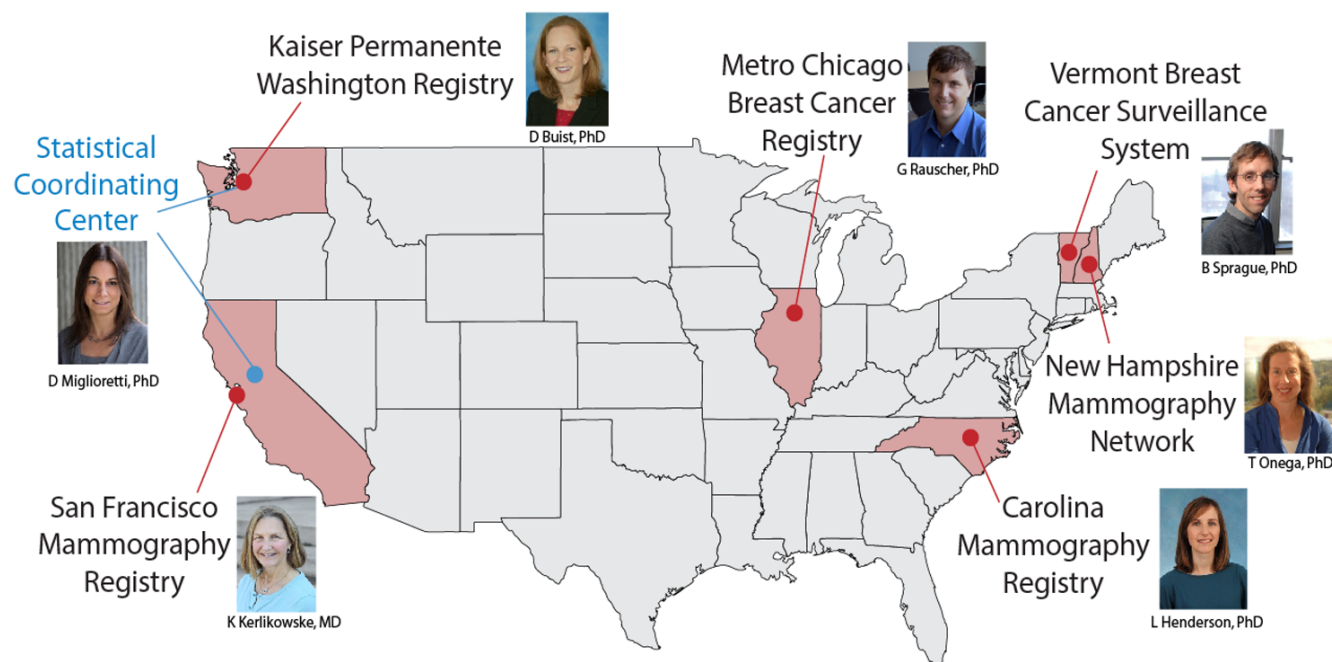 Kaiser Permanente
Washington Registry
D Buist, PhD
Metro Chicago
Breast Cancer
Registry
G Rauscher, PhD
Vermont Breast
Cancer Surveillance
System
B Sprague, PhD
Statistical
Coordinating
Center
D Miglioretti, PhD
New Hampshire
Mammography
Network
T Onega, PhD
San Francisco
Mammography
Registry
K Kerlikowske, MD
Carolina
Mammography
Registry
L Henderson, PhD